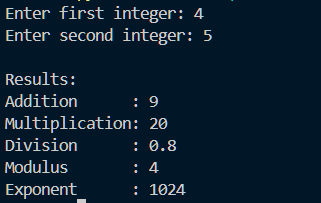 Enter first integer: 4
Enter second integer: 5
Results:
Addition      : 9
Multiplication: 20
Division      : 0.8
Modulus       : 4
Exponent      : 1024